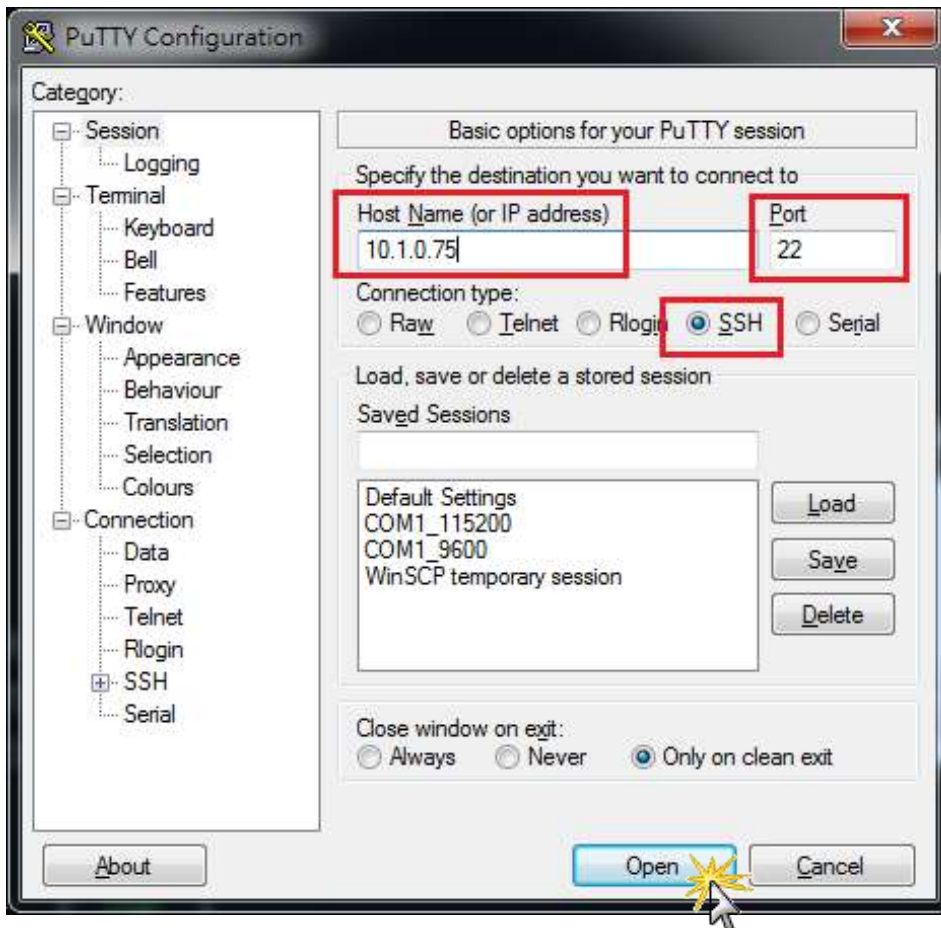 PuTTY Configuration
Category:
Session
Logging
Terminal
Keyboard
Bell
Features
Window
Appearance
Behaviour
Translation
Selection
Colours
Connection
Data
Proxy
Telnet
Rlogin
SSH
Serial
Basic options for your PuTTY session
Specify the destination you want to connect to
Host Name (or IP address) Port
10.1.0.75 22
Connection type:
Raw Telnet Rlogin SSH Serial
Load, save or delete a stored session
Saved Sessions
Default Settings
COM1_115200
COM1_9600
WinSCP temporary session
Load
Save
Delete
Close window on exit:
Always Never Only on clean exit
About Open Cancel